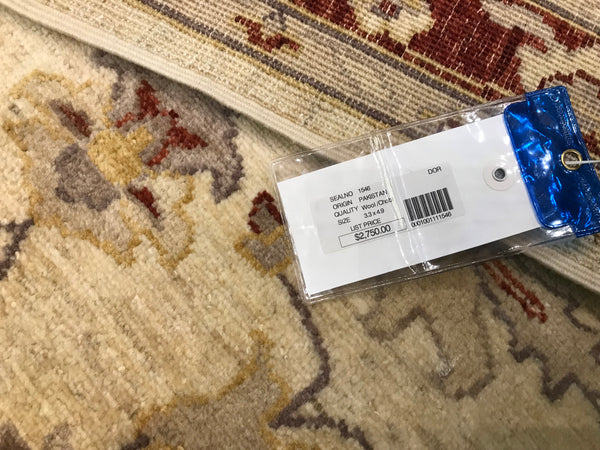 DOR
SEALNO 1546
ORIGIN PAKISTAN
QUALITY Wool /Chob
SIZE 3.3 x 4.9
LIST PRICE
$2,750.00
0001001111546